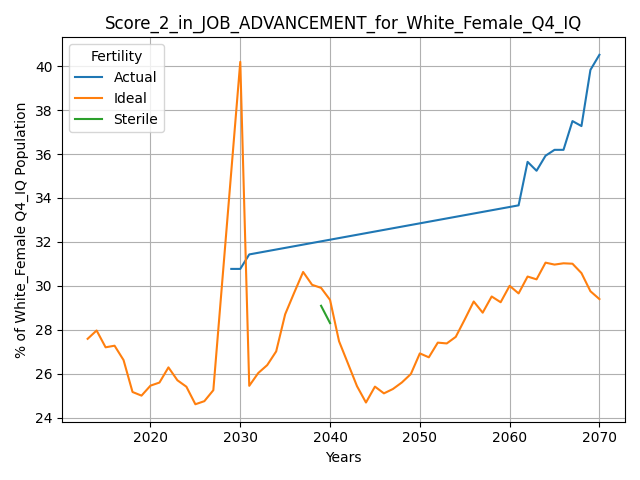 Score_2_in_JOB_ADVANCEMENT_for_White_Female_Q4_IQ
Fertility
Actual
Ideal
Sterile
% of White_Female Q4_IQ Population
40
38
36
34
32
30
28
26
24
2020
2030
2040
2050
2060
2070
Years